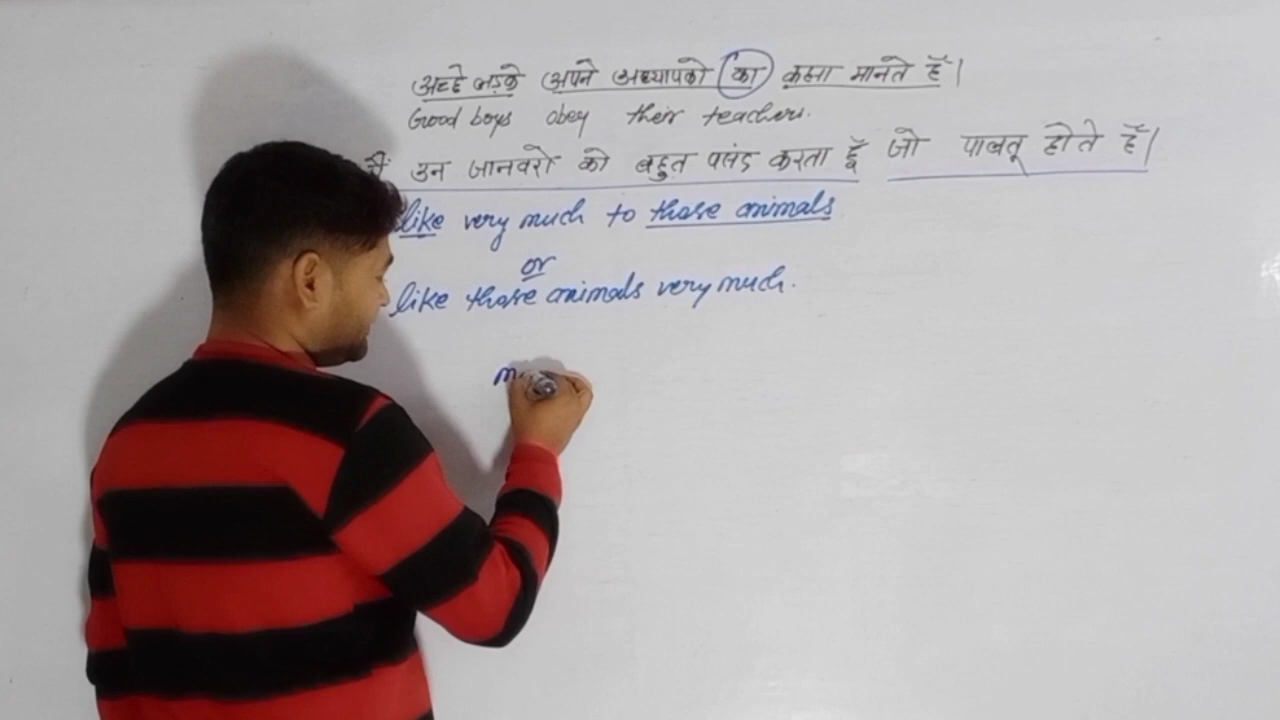 अच्छे लड़के अपने अध्यापको का कहना मानते हैं।
Good boys obey their teachers.
मैं उन जानवरो को बहुत पसंद करता हूँ जो पालतू होते हैं।
like very much to those animals
or
like those animals very much.